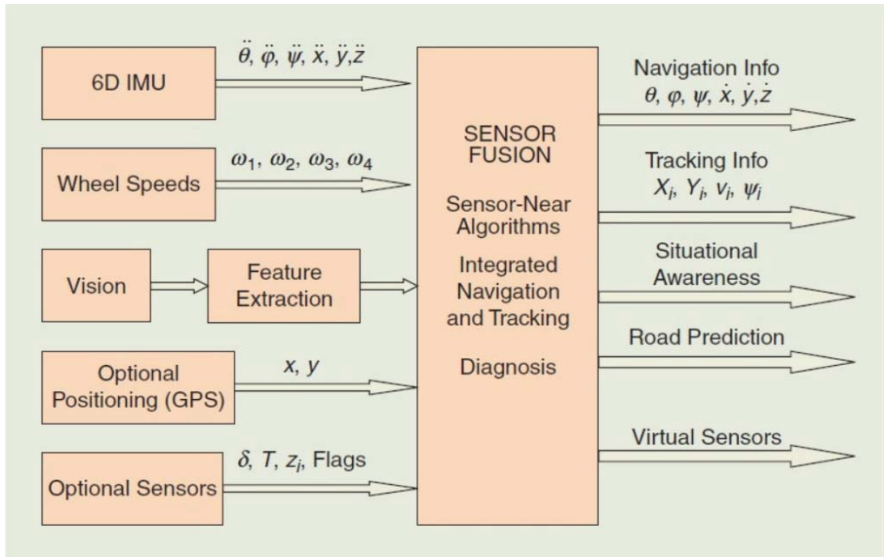 6D IMU
θ̈, φ̈, ψ̈, ẍ, ÿ,z̈
Wheel Speeds
ω₁, ω₂, ω₃, ω₄
Vision
Feature
Extraction
Optional
Positioning (GPS)
x, y
Optional Sensors
δ, T, zᵢ, Flags
SENSOR
FUSION
Sensor-Near
Algorithms
Integrated
Navigation
and Tracking
Diagnosis
Navigation Info
θ, φ, ψ, ẋ, ẏ,ż
Tracking Info
Xⱼ, Yⱼ, vⱼ, ψⱼ
Situational
Awareness
Road Prediction
Virtual Sensors